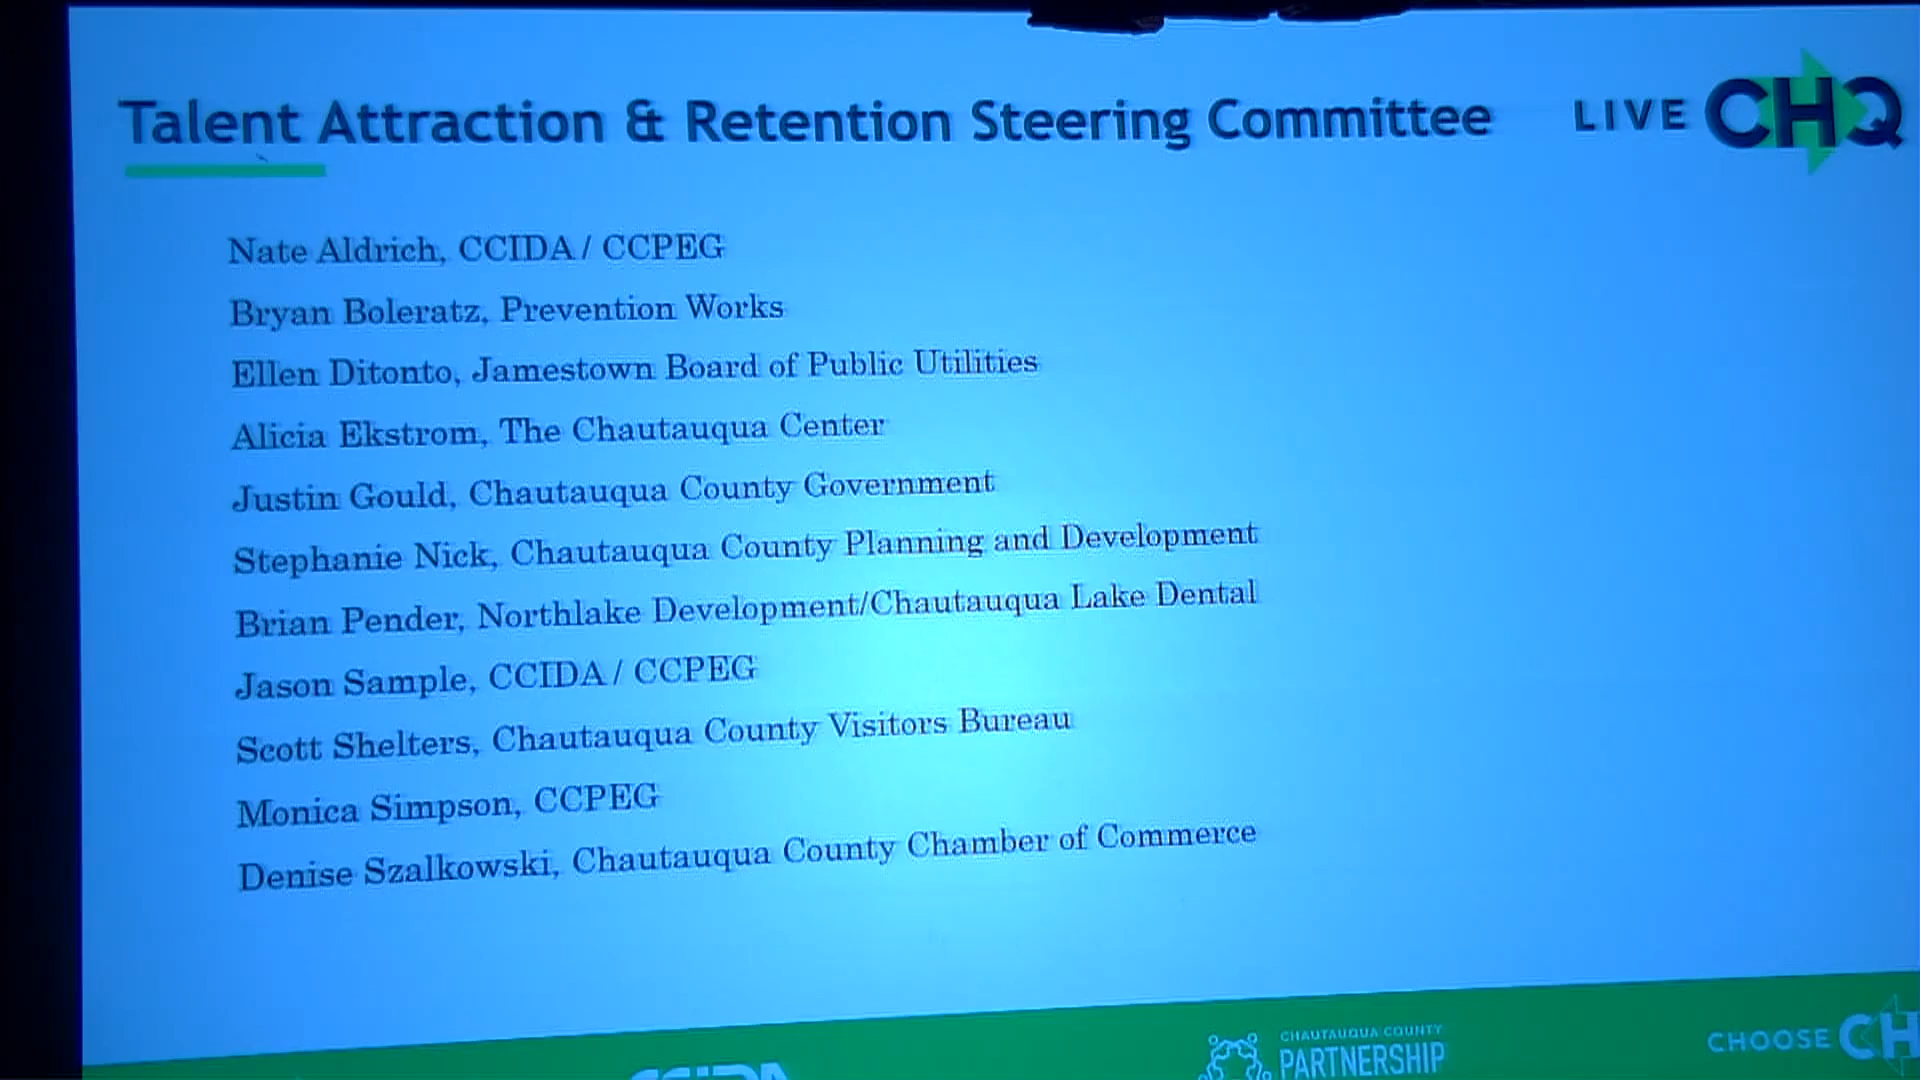 Talent Attraction & Retention Steering Committee
LIVE CHQ
Nate Aldrich, CCIDA / CCPEG
Bryan Boleratz, Prevention Works
Ellen Ditonto, Jamestown Board of Public Utilities
Alicia Ekstrom, The Chautauqua Center
Justin Gould, Chautauqua County Government
Stephanie Nick, Chautauqua County Planning and Development
Brian Pender, Northlake Development/Chautauqua Lake Dental
Jason Sample, CCIDA / CCPEG
Scott Shelters, Chautauqua County Visitors Bureau
Monica Simpson, CCPEG
Denise Szalkowski, Chautauqua County Chamber of Commerce
CCIDA
CHAUTAUQUA COUNTY
PARTNERSHIP
CHOOSE CH